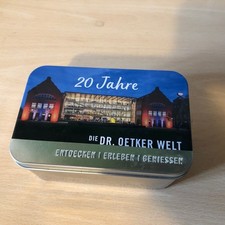 20 Jahre
DIE DR. OETKER WELT
ENTDECKEN | ERLEBEN | GENIESSEN